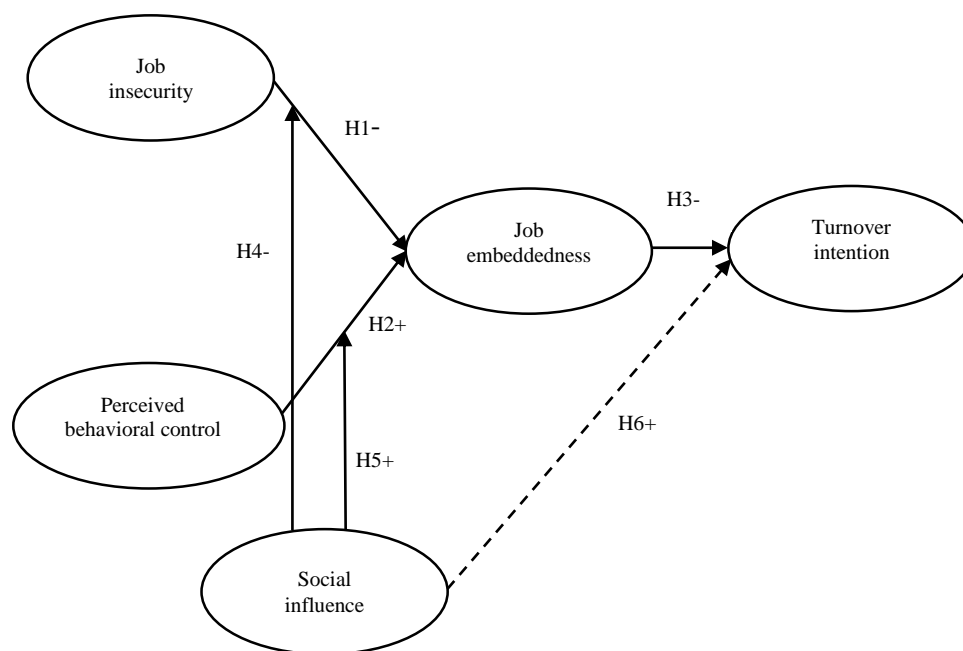 Job
insecurity
H1-
H3-
Turnover
intention
Job
embeddedness
H4-
H2+
Perceived
behavioral control
H6+
H5+
Social
influence